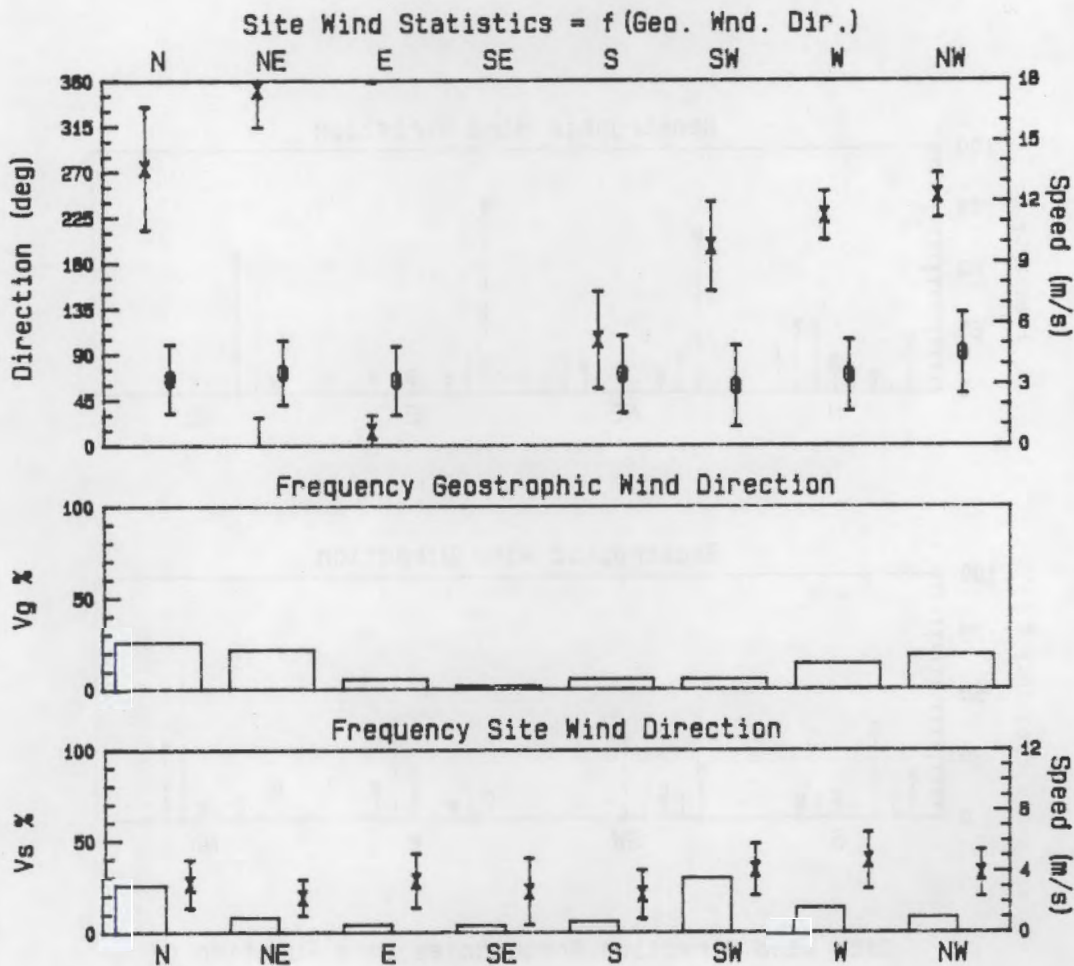 Site Wind Statistics = f(Geo. Wnd. Dir.)
N NE E SE S SW W NW
Direction (deg)
360
315
270
225
180
135
90
45
0
18
15
12
9
6
3
0
Speed (m/s)
Frequency Geostrophic Wind Direction
Vg %
100
50
0
Frequency Site Wind Direction
Vs %
100
50
0
12
8
4
0
Speed (m/s)
N NE E SE S SW W NW